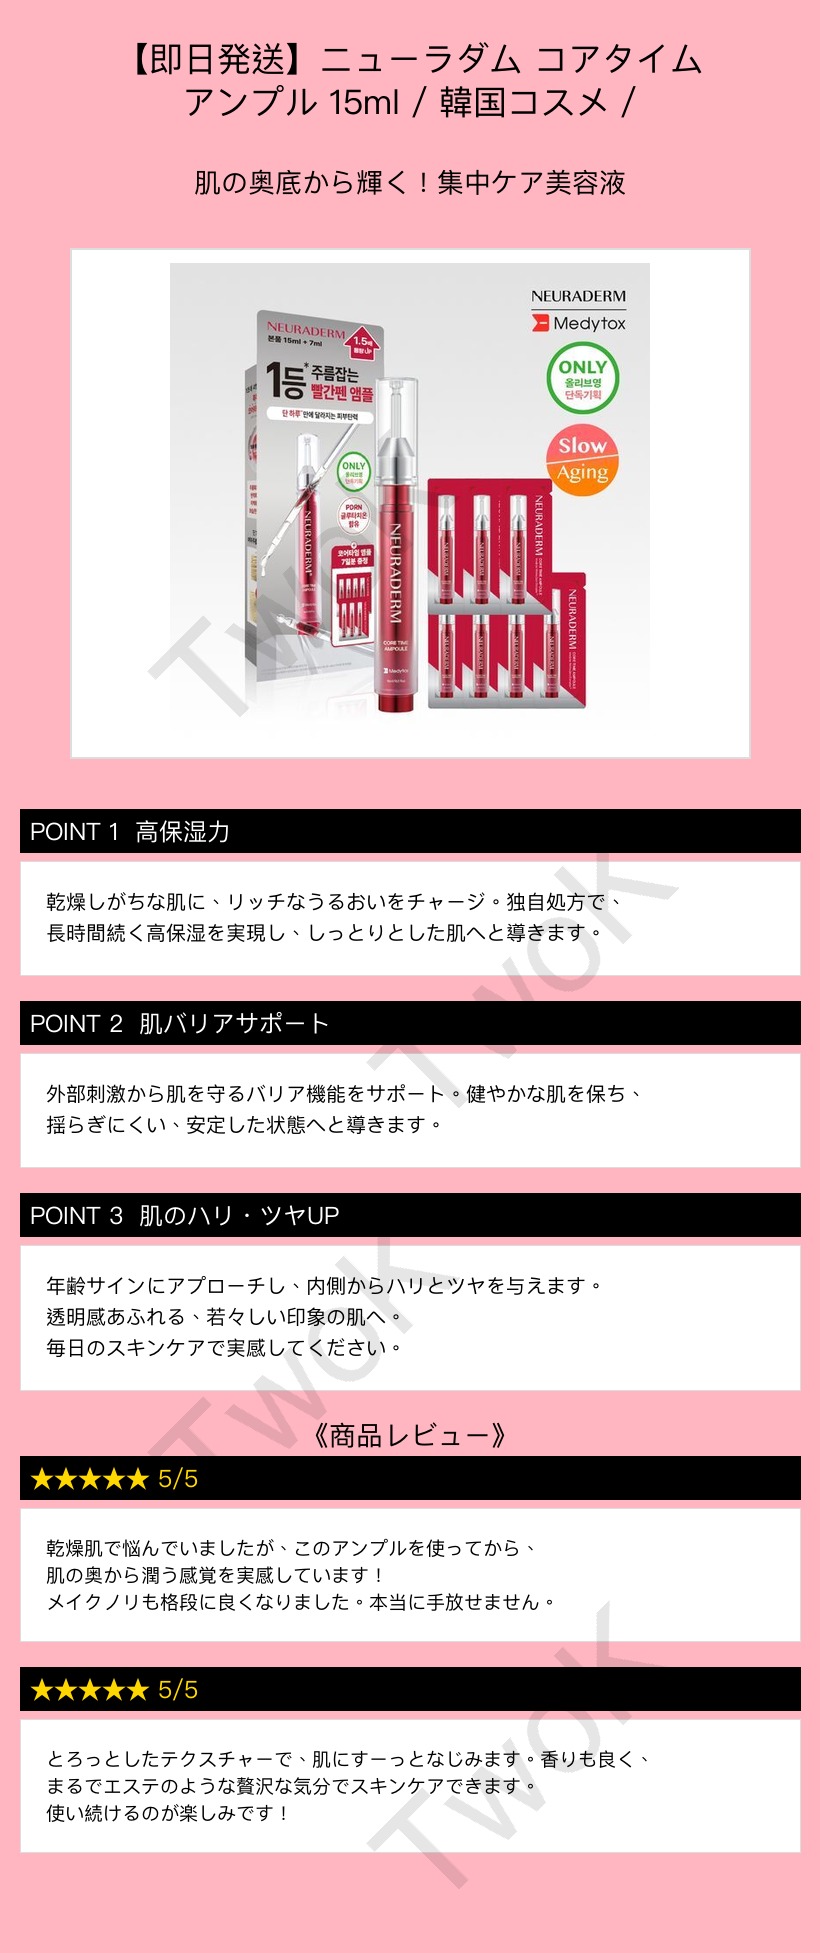 【即日発送】ニューラダム コアタイム
アンプル 15ml / 韓国コスメ /
肌の奥底から輝く！集中ケア美容液
NEURADERM
Medytox
ONLY
올리브영
단독기획
Slow
Aging
NEURADERM
본품 15ml + 7ml
1.5배
용량 UP
1등* 주름잡는
빨간펜 앰플
단 하루 만에 달라지는 피부탄력
ONLY
올리브영
단독기획
PDRN
글루타치온
함유
코어타임 앰플
7일분 증정
NEURADERM
NEURADERM
CORE TIME
AMPOULE
Medytox
NEURADERM
NEURADERM
TwoK
POINT 1 高保湿力
乾燥しがちな肌に、リッチなうるおいをチャージ。独自処方で、
長時間続く高保湿を実現し、しっとりとした肌へと導きます。
TwoK
POINT 2 肌バリアサポート
外部刺激から肌を守るバリア機能をサポート。健やかな肌を保ち、
揺らぎにくい、安定した状態へと導きます。
POINT 3 肌のハリ・ツヤUP
年齢サインにアプローチし、内側からハリとツヤを与えます。
透明感あふれる、若々しい印象の肌へ。
毎日のスキンケアで実感してください。
TwoK
《商品レビュー》
★★★★★ 5/5
乾燥肌で悩んでいましたが、このアンプルを使ってから、
肌の奥から潤う感覚を実感しています！
メイクノリも格段に良くなりました。本当に手放せません。
★★★★★ 5/5
とろっとしたテクスチャーで、肌にすーっとなじみます。香りも良く、
まるでエステのような贅沢な気分でスキンケアできます。
使い続けるのが楽しみです！
TwoK